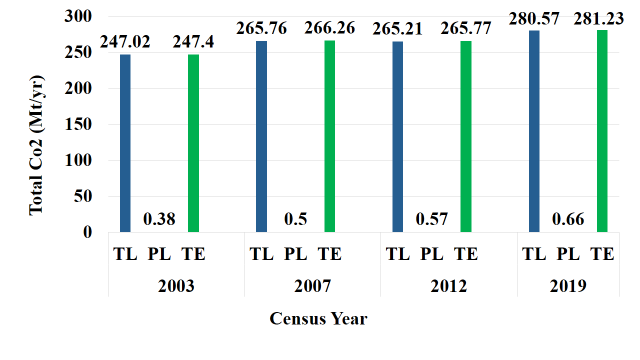 300
250
200
150
100
50
0
Total Co2 (Mt/yr)
247.02 247.4 265.76 266.26 265.21 265.77 280.57 281.23
0.38 0.5 0.57 0.66
TL PL TE TL PL TE TL PL TE TL PL TE
2003 2007 2012 2019
Census Year